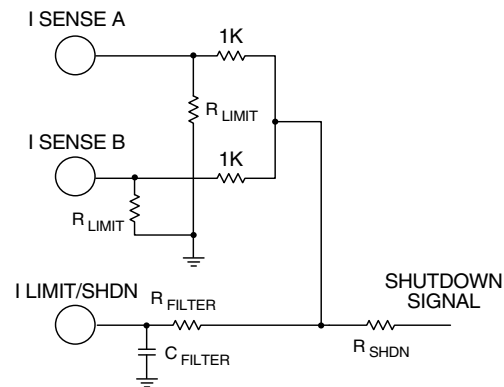 I SENSE A
1K
R LIMIT
I SENSE B
1K
R LIMIT
I LIMIT/SHDN
R FILTER
C FILTER
SHUTDOWN
SIGNAL
R SHDN